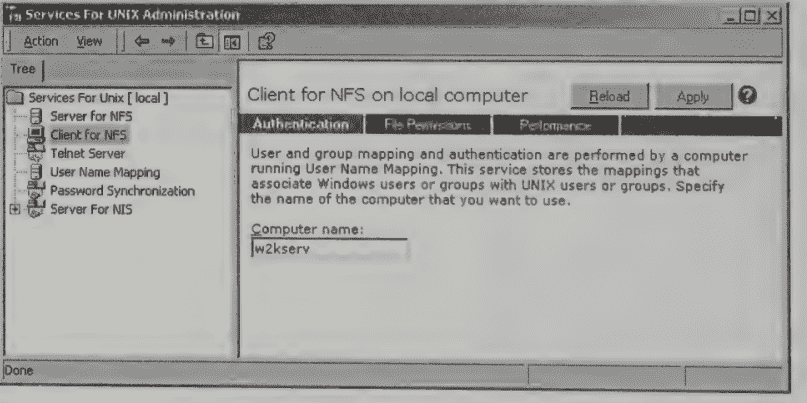 Services For UNIX Administration
Action View
Tree
Services For Unix [ local ]
Server for NFS
Client for NFS
Telnet Server
User Name Mapping
Password Synchronization
Server For NIS
Client for NFS on local computer
Reload
Apply
Authentication
File Permissions
Performance
User and group mapping and authentication are performed by a computer
running User Name Mapping. This service stores the mappings that
associate Windows users or groups with UNIX users or groups. Specify
the name of the computer that you want to use.
Computer name:
w2kserv
Done